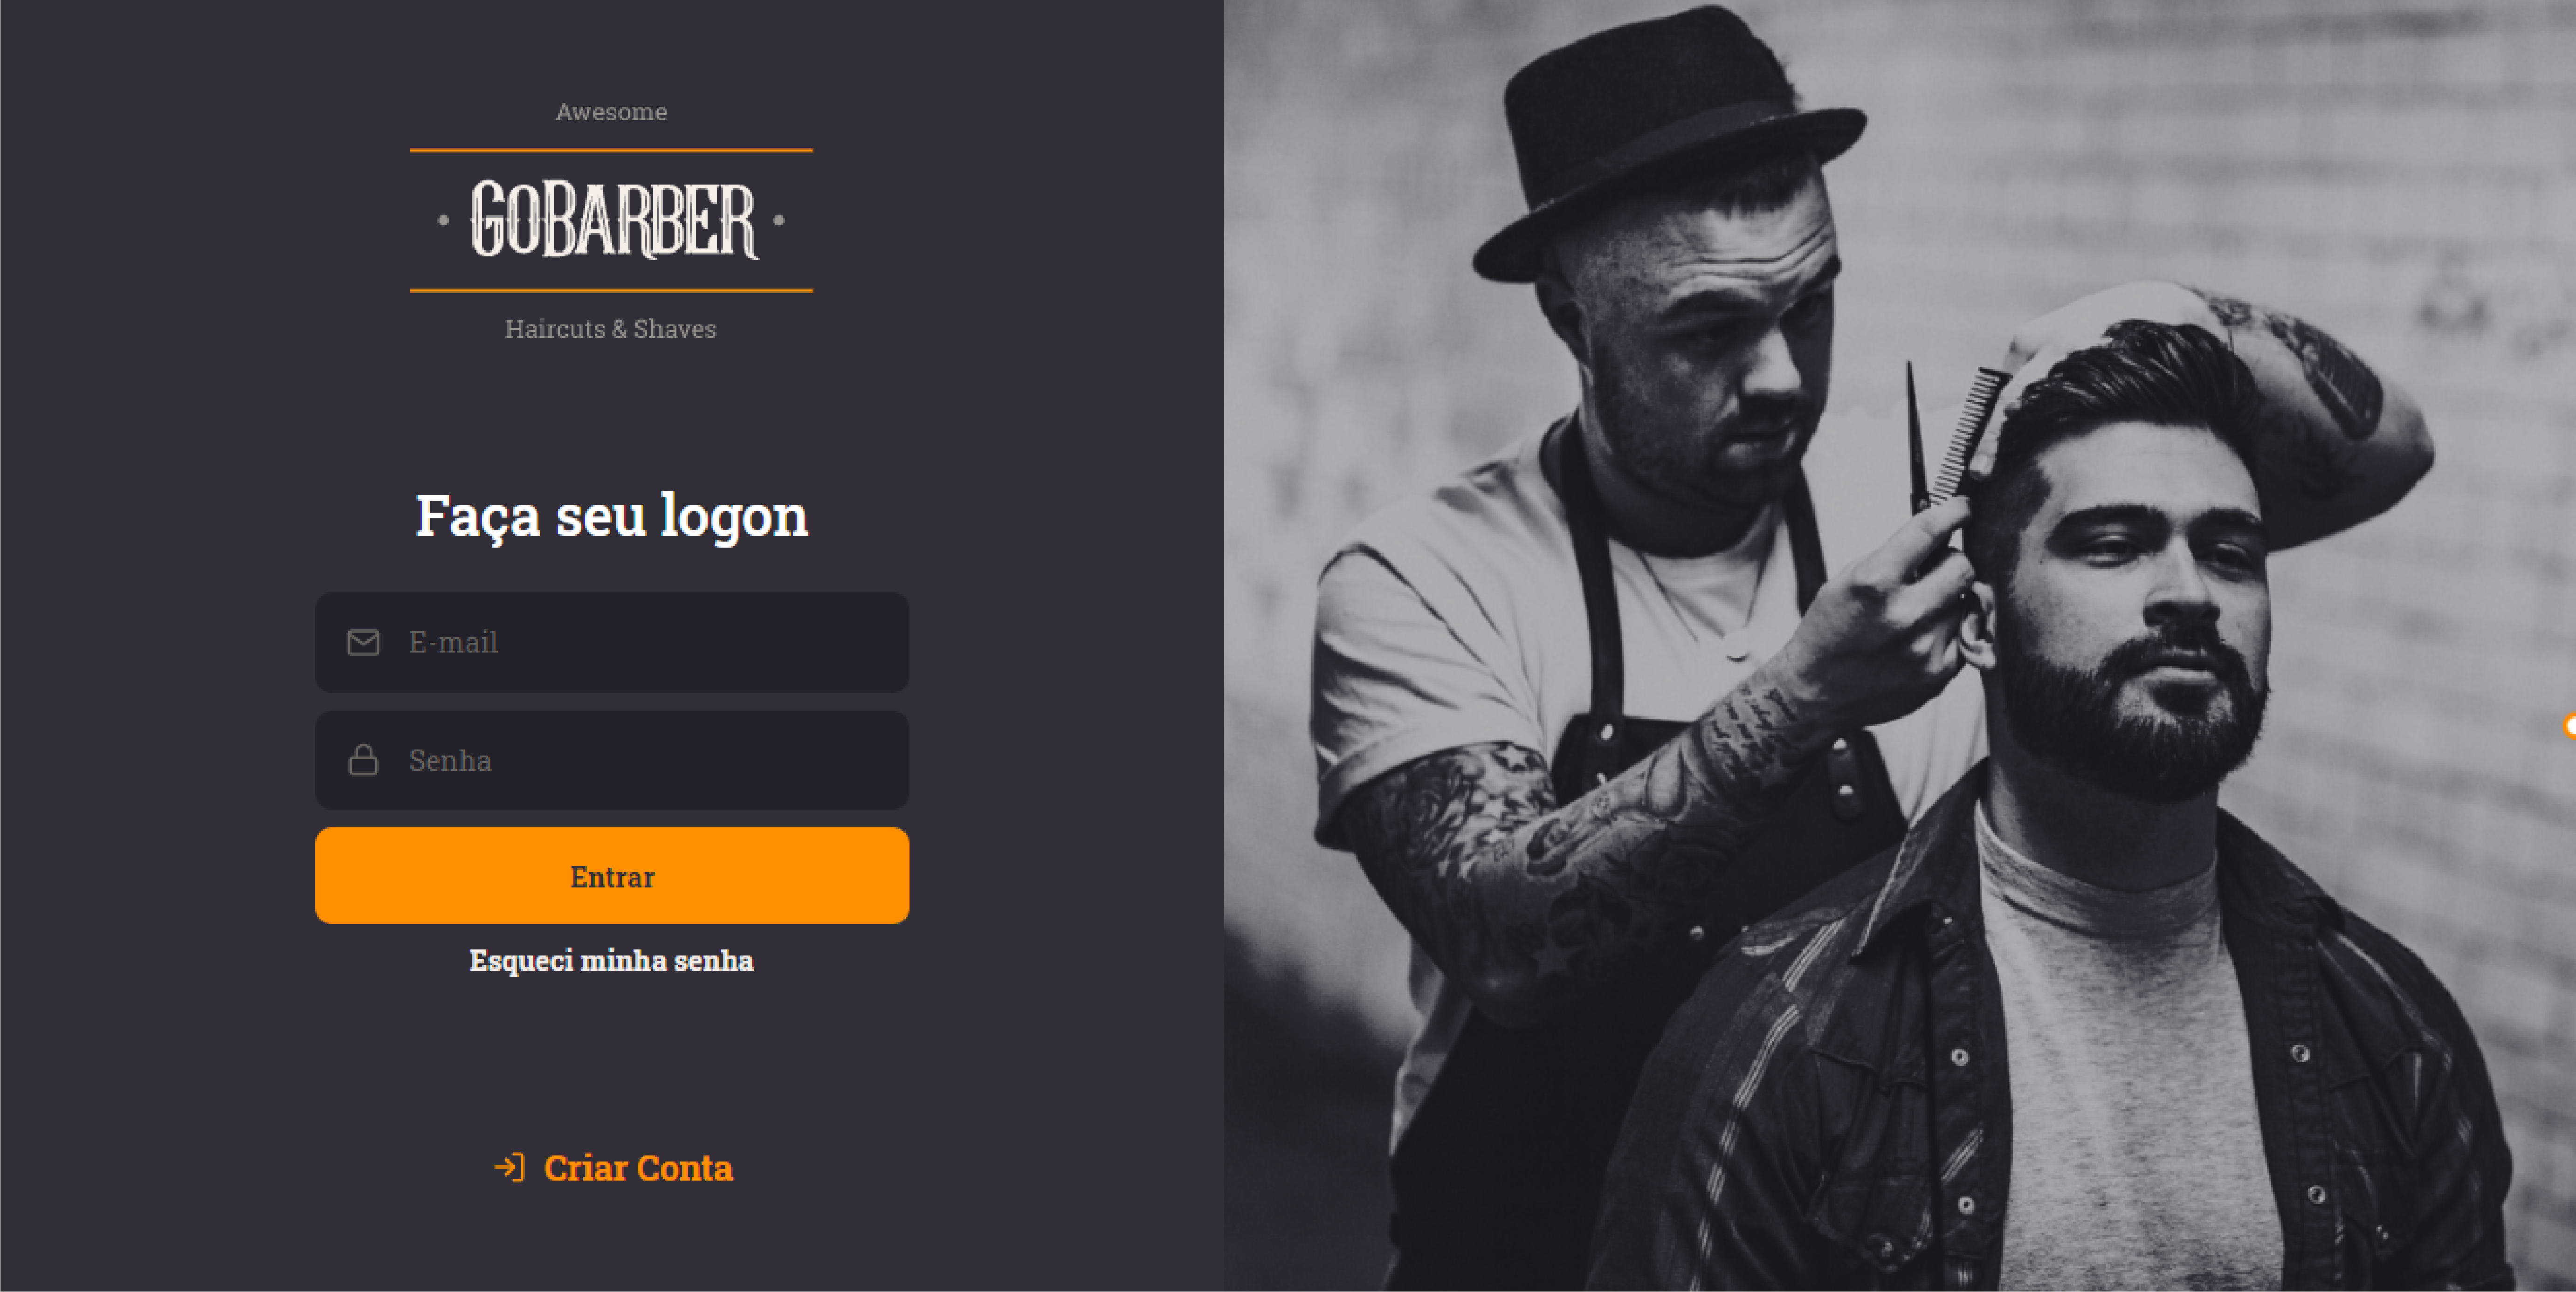 Awesome
GOBARBER
Haircuts & Shaves
Faça seu logon
E-mail
Senha
Entrar
Esqueci minha senha
Criar Conta